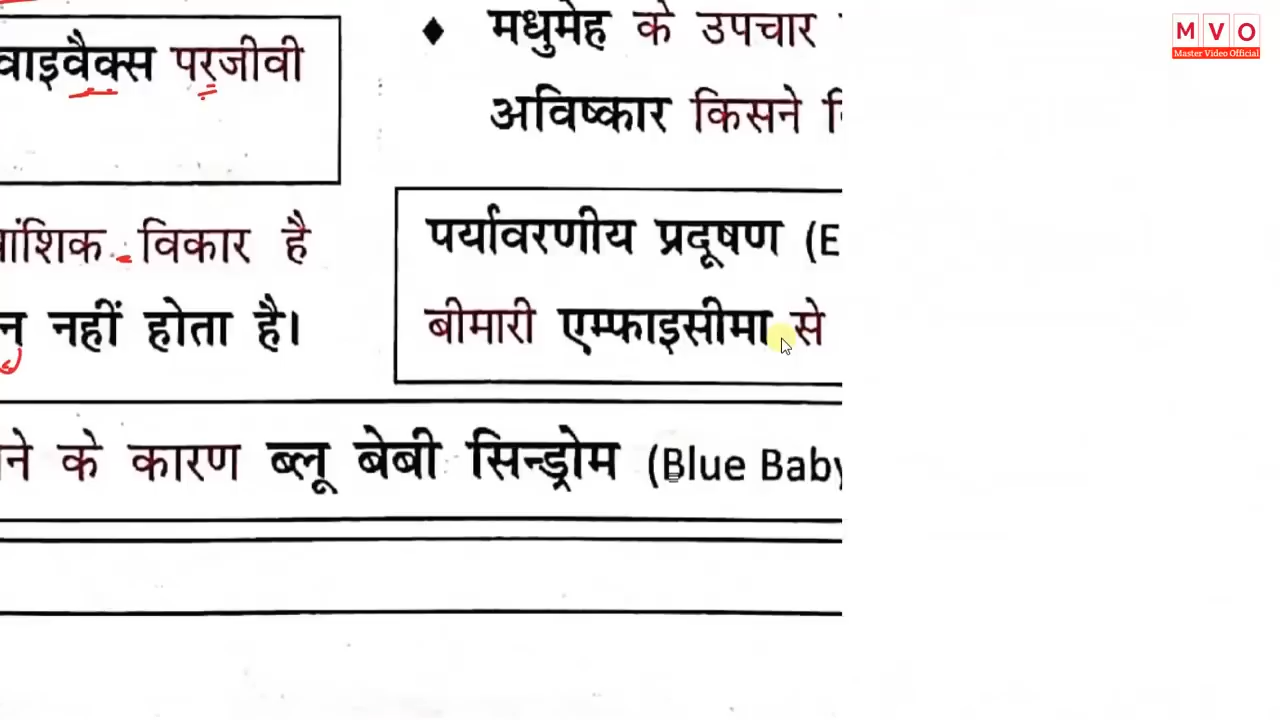 M V O
Master Video Official
वाइवैक्स परजीवी
विकार है
नहीं होता है।
मधुमेह के उपचार
अविष्कार किसने
पर्यावरणीय प्रदूषण (E
बीमारी एम्फाइसीमा से
के कारण ब्लू बेबी सिन्ड्रोम (Blue Baby